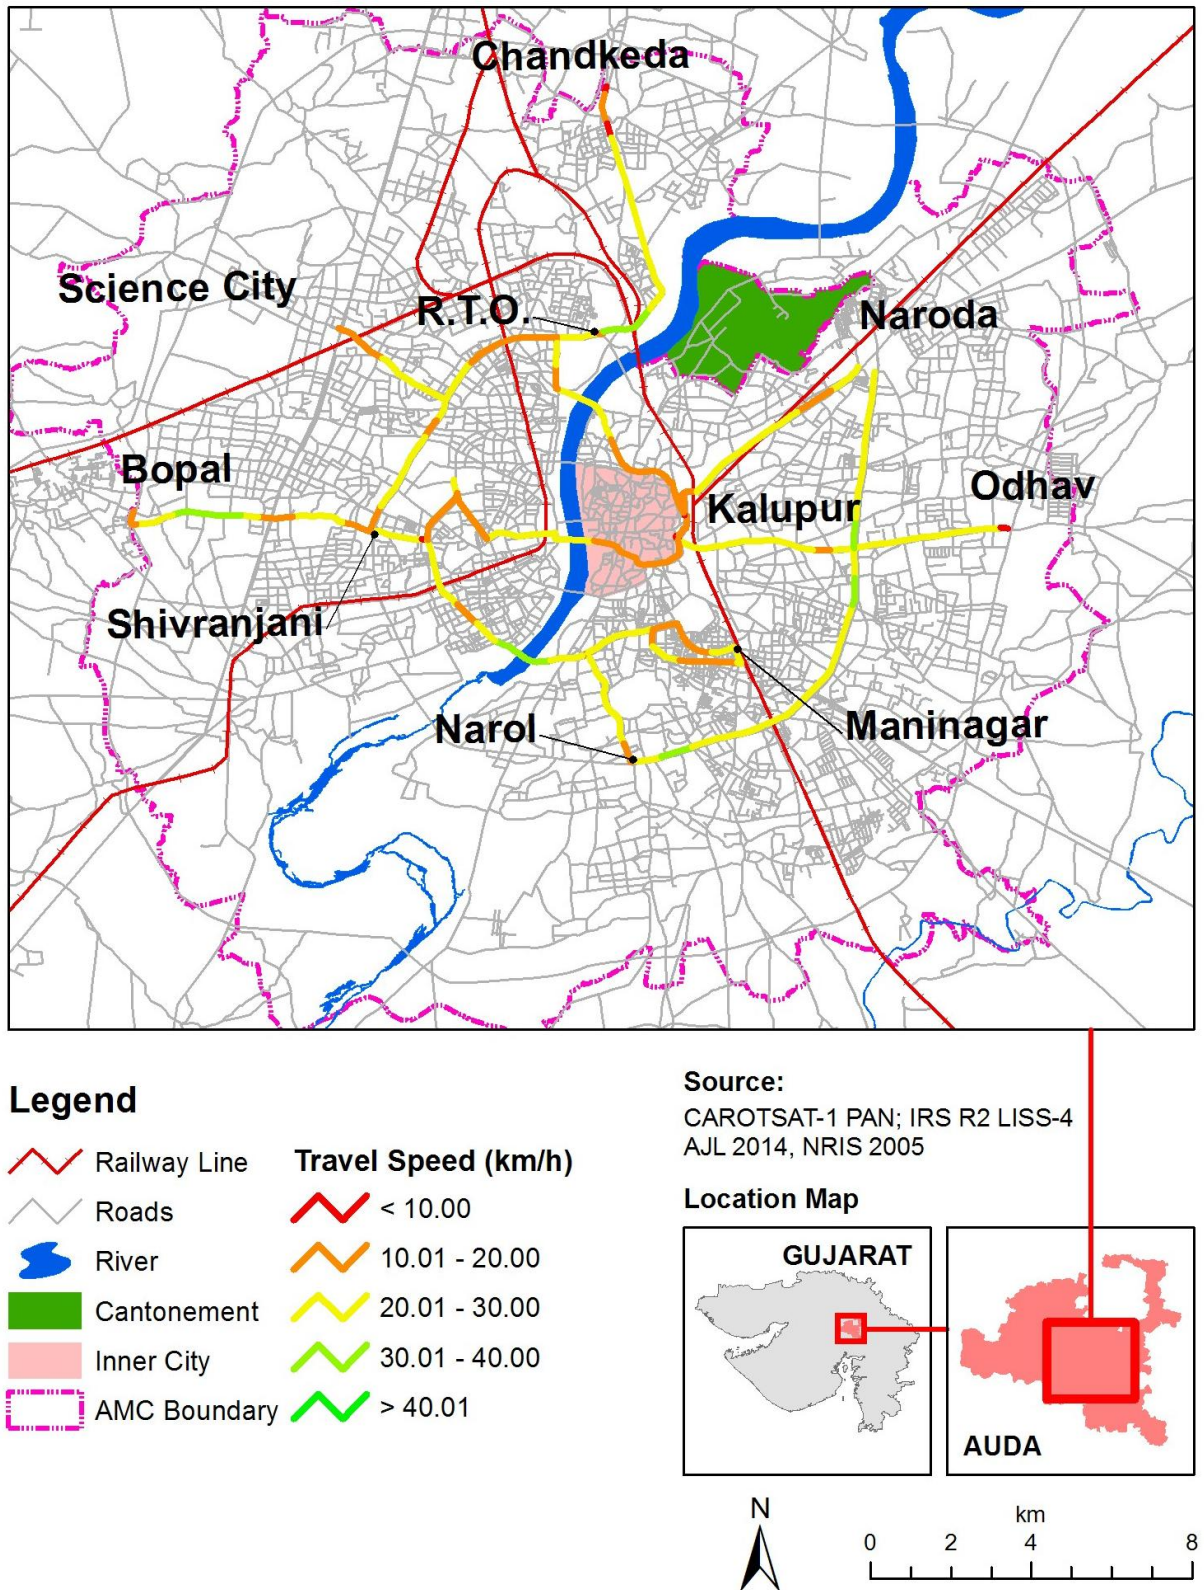 Chandkeda
Science City
R.T.O.
Naroda
Bopal
Odhav
Kalupur
Shivranjani
Narol
Maninagar
Legend
Railway Line
Roads
River
Cantonement
Inner City
AMC Boundary
Travel Speed (km/h)
< 10.00
10.01 - 20.00
20.01 - 30.00
30.01 - 40.00
> 40.01
Source:
CAROTSAT-1 PAN; IRS R2 LISS-4
AJL 2014, NRIS 2005
Location Map
GUJARAT
AUDA
N
km
0 2 4 8